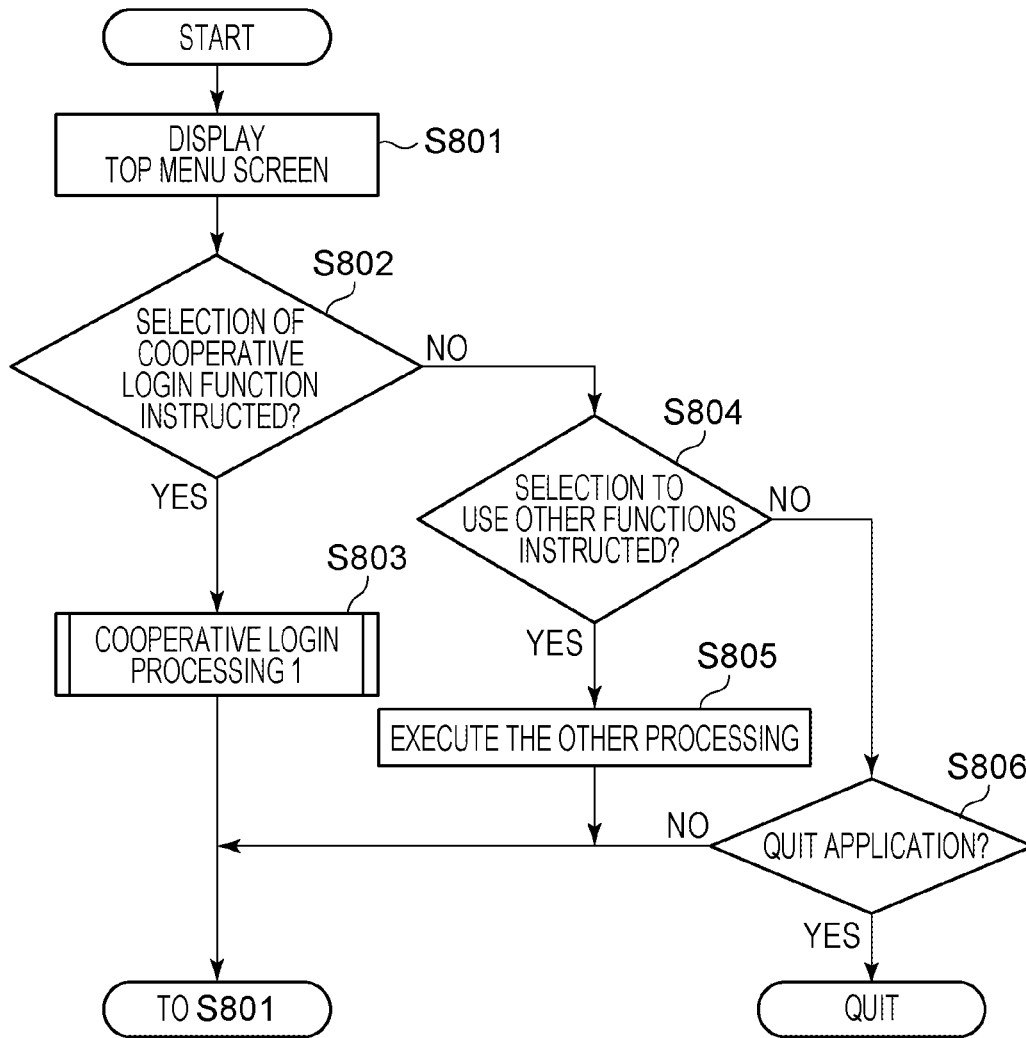 START
DISPLAY
TOP MENU SCREEN
S801
S802
SELECTION OF
COOPERATIVE
LOGIN FUNCTION
INSTRUCTED?
NO
YES
S804
SELECTION TO
USE OTHER FUNCTIONS
INSTRUCTED?
NO
YES
S803
COOPERATIVE LOGIN
PROCESSING 1
S805
EXECUTE THE OTHER PROCESSING
S806
QUIT APPLICATION?
NO
YES
TO S801
QUIT